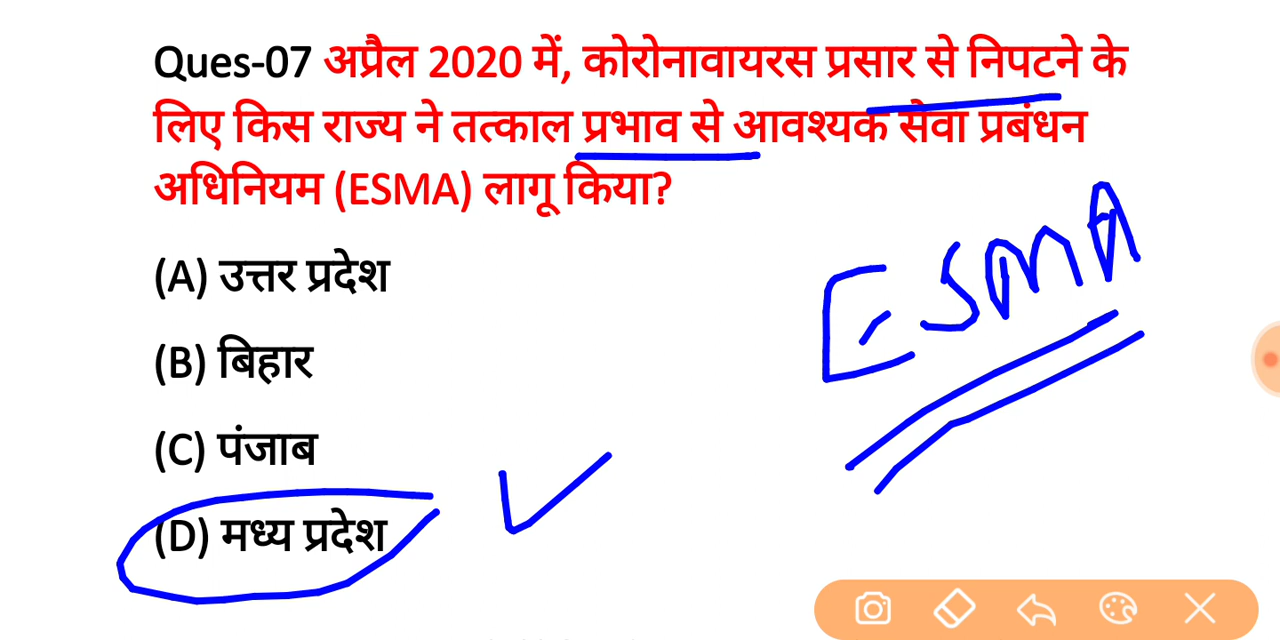 Ques-07 अप्रैल 2020 में, कोरोनावायरस प्रसार से निपटने के
लिए किस राज्य ने तत्काल प्रभाव से आवश्यक सेवा प्रबंधन
अधिनियम (ESMA) लागू किया?
(A) उत्तर प्रदेश
ESMA
(B) बिहार
(C) पंजाब
(D) मध्य प्रदेश